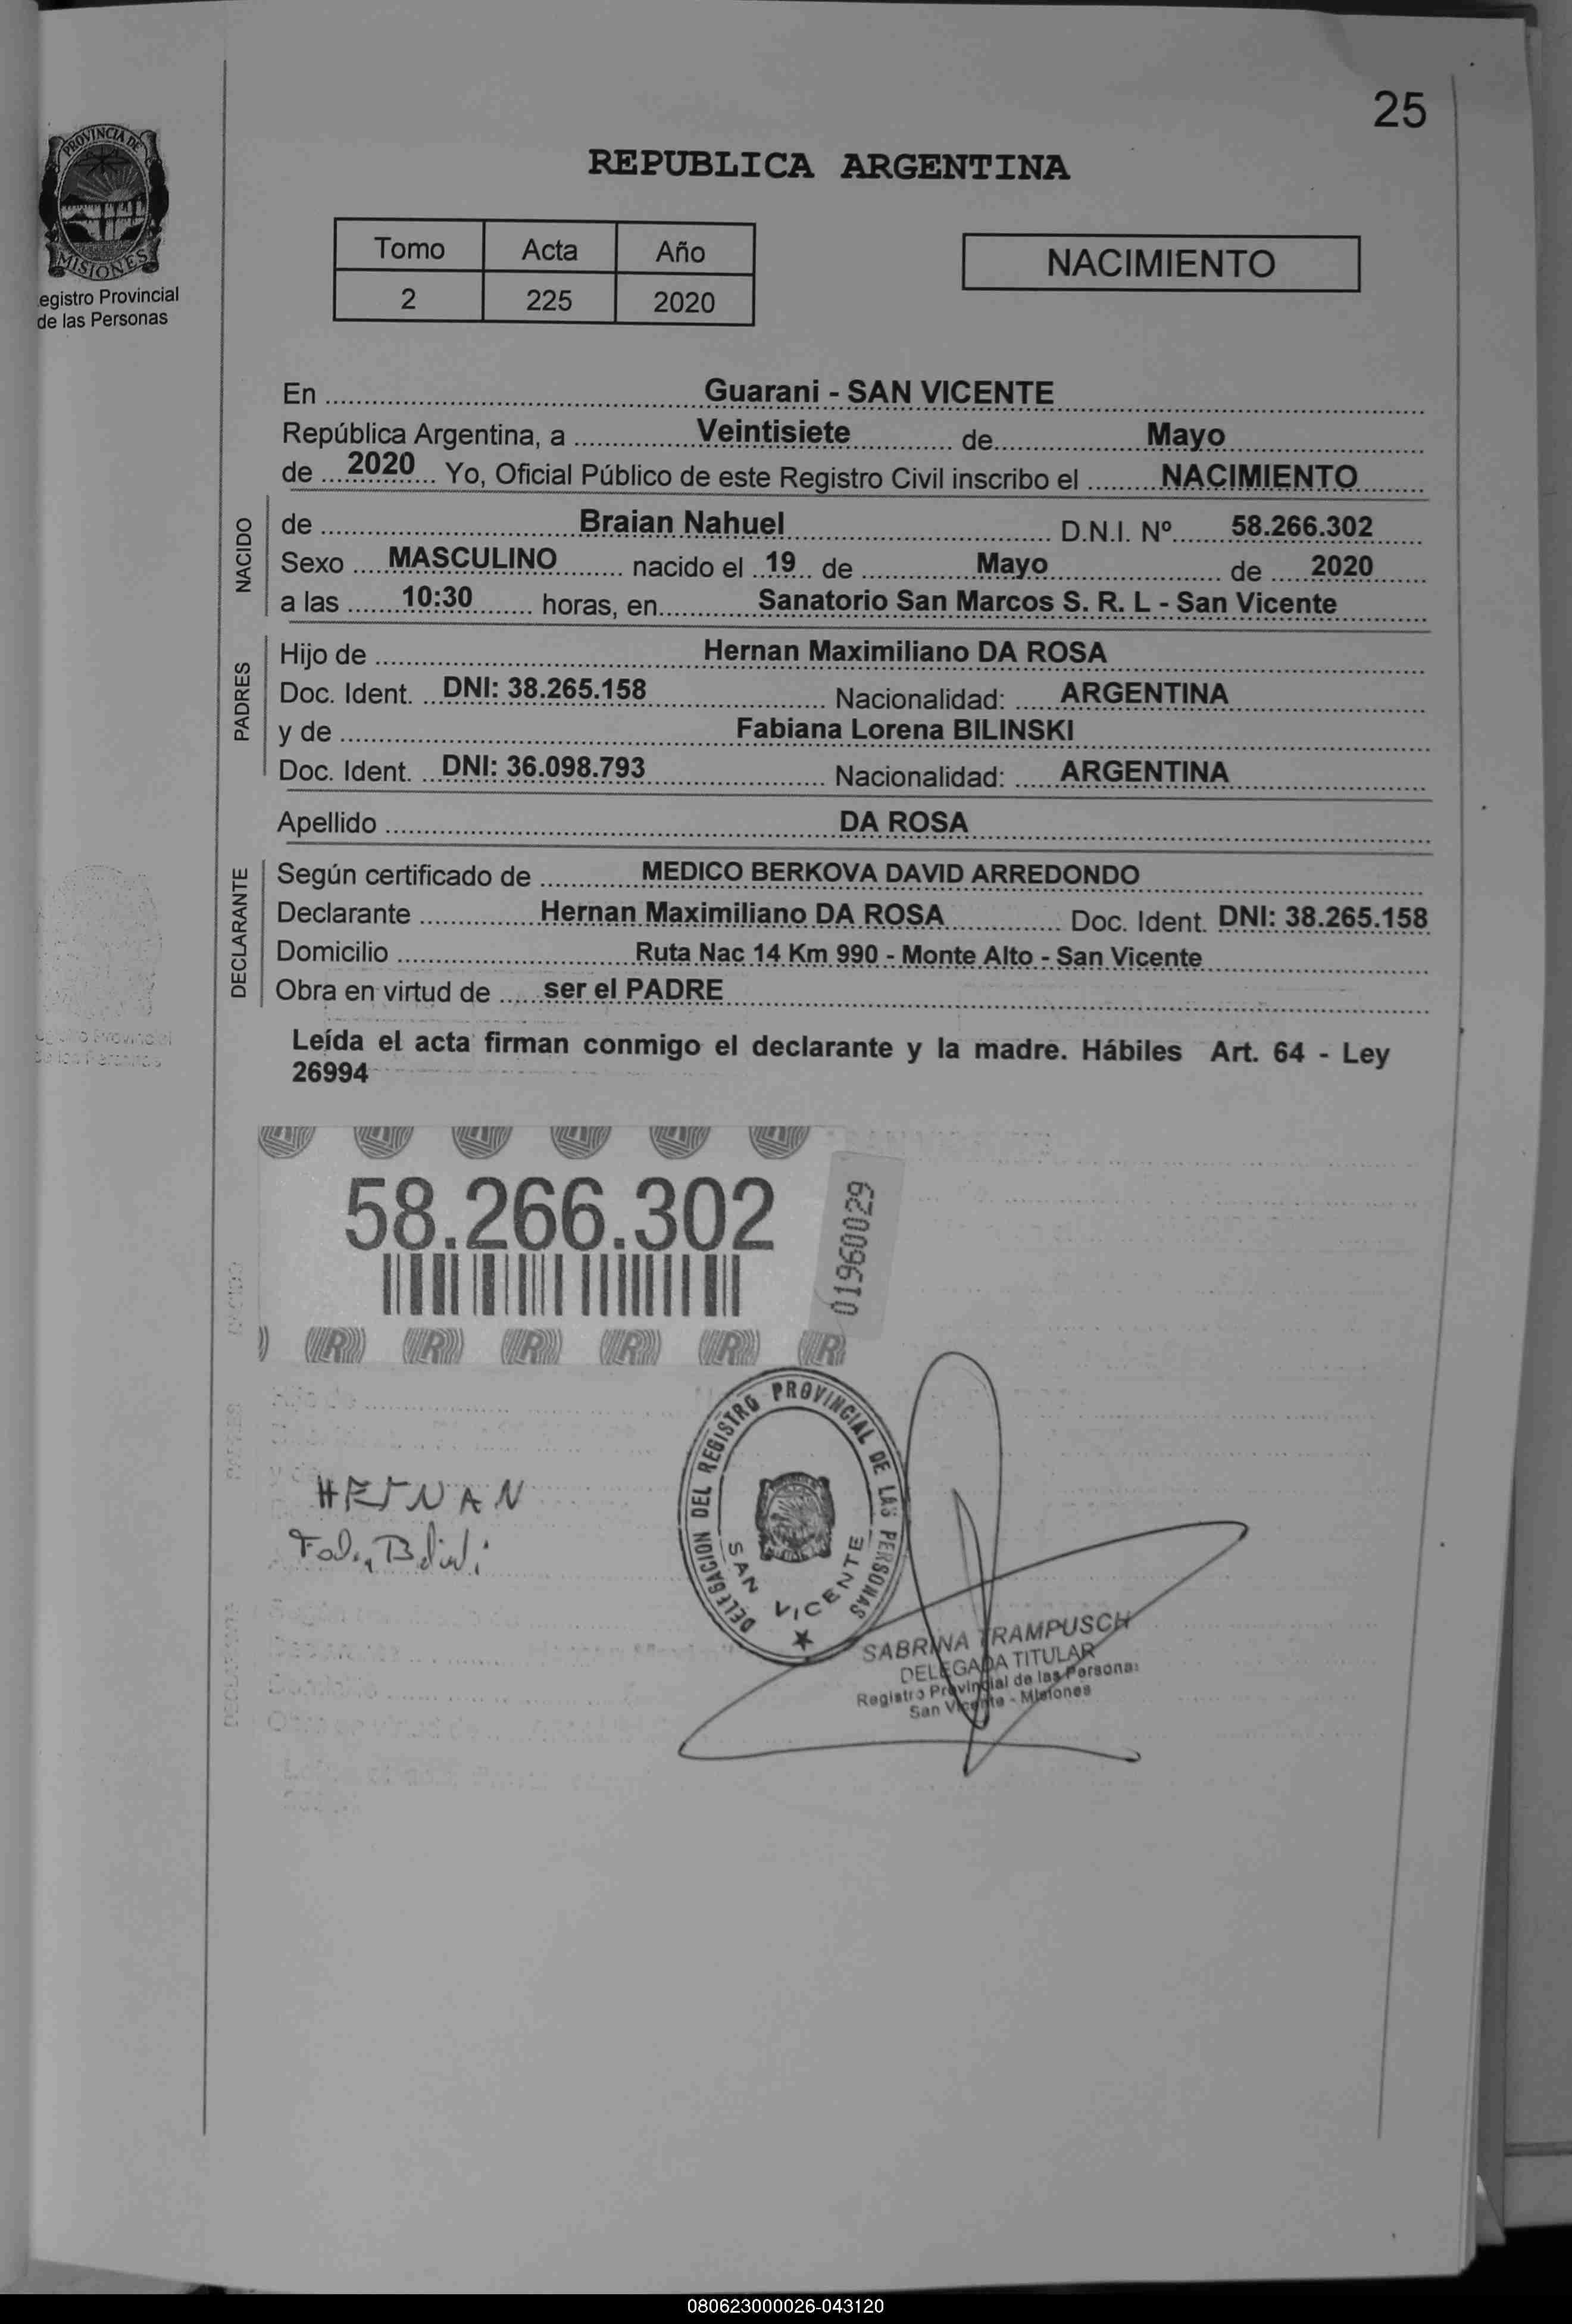 25
PROVINCIA DE
MISIONES
egistro Provincial
de las Personas
REPUBLICA ARGENTINA
Tomo Acta Año
2 225 2020
NACIMIENTO
En Guarani - SAN VICENTE
República Argentina, a Veintisiete de Mayo
de 2020 Yo, Oficial Público de este Registro Civil inscribo el NACIMIENTO
NACIDO
de Braian Nahuel D.N.I. Nº 58.266.302
Sexo MASCULINO nacido el 19 de Mayo de 2020
a las 10:30 horas, en Sanatorio San Marcos S. R. L - San Vicente
PADRES
Hijo de Hernan Maximiliano DA ROSA
Doc. Ident. DNI: 38.265.158 Nacionalidad: ARGENTINA
y de Fabiana Lorena BILINSKI
Doc. Ident. DNI: 36.098.793 Nacionalidad: ARGENTINA
Apellido DA ROSA
DECLARANTE
Según certificado de MEDICO BERKOVA DAVID ARREDONDO
Declarante Hernan Maximiliano DA ROSA Doc. Ident. DNI: 38.265.158
Domicilio Ruta Nac 14 Km 990 - Monte Alto - San Vicente
Obra en virtud de ser el PADRE
Leída el acta firman conmigo el declarante y la madre. Hábiles Art. 64 - Ley
26994
58.266.302
01960029
HERNAN
DELEGACION DEL REGISTRO PROVINCIAL DE LAS PERSONAS
SAN VICENTE
SABRINA TRAMPUSCH
DELEGADA TITULAR
Registro Provincial de las Personas
San Vicente - Misiones
080623000026-043120